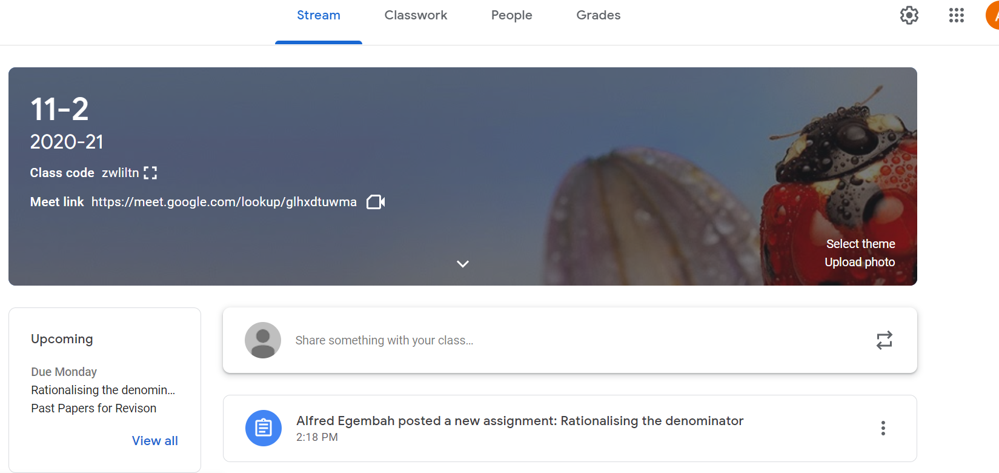 Stream Classwork People Grades
11-2
2020-21
Class code zwliltn
Meet link https://meet.google.com/lookup/glhxdtuwma
Select theme
Upload photo
Upcoming
Due Monday
Rationalising the denomin...
Past Papers for Revison
View all
Share something with your class...
Alfred Egembah posted a new assignment: Rationalising the denominator
2:18 PM